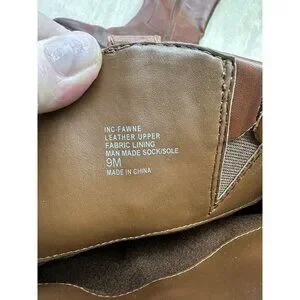 INC-FAWNE
LEATHER UPPER
FABRIC LINING
MAN MADE SOCK/SOLE
9M
MADE IN CHINA